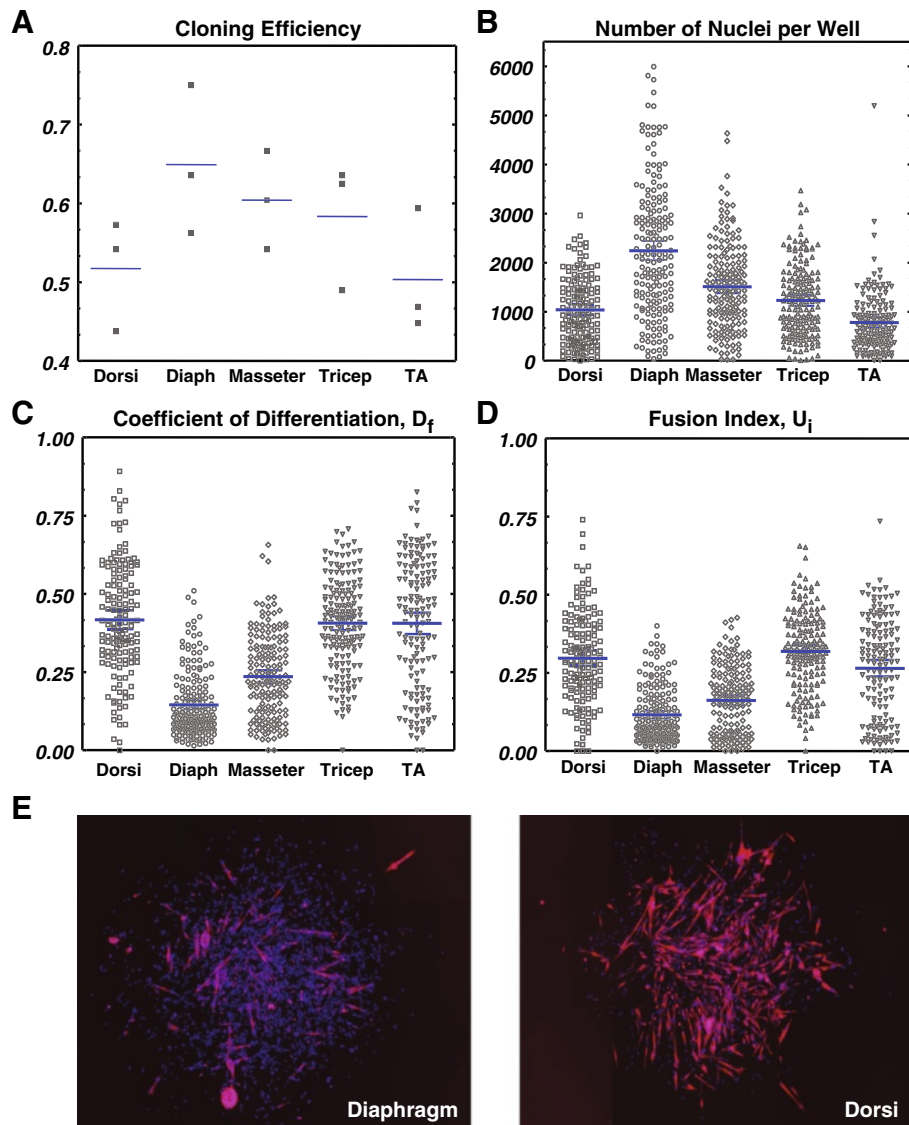 A
Cloning Efficiency
0.8
0.7
0.6
0.5
0.4
Dorsi Diaph Masseter Tricep TA
B
Number of Nuclei per Well
6000
5000
4000
3000
2000
1000
0
Dorsi Diaph Masseter Tricep TA
C
Coefficient of Differentiation, Df
1.00
0.75
0.50
0.25
0.00
Dorsi Diaph Masseter Tricep TA
D
Fusion Index, Ui
1.00
0.75
0.50
0.25
0.00
Dorsi Diaph Masseter Tricep TA
E
Diaphragm
Dorsi